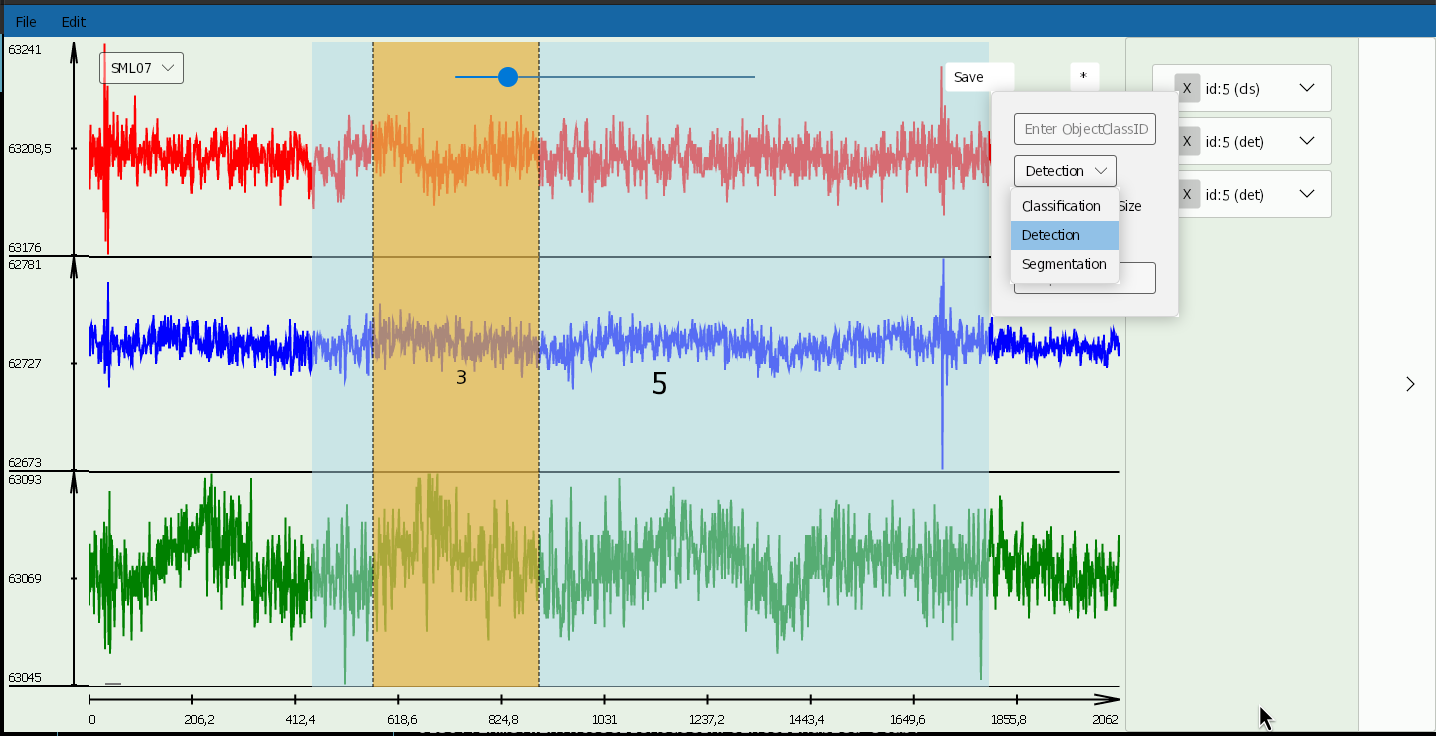 File Edit
63241
SML07
Save
*
X id:5 (cls)
Enter ObjectClassID
63208,5
X id:5 (det)
Detection
X id:5 (det)
Classification
Size
Detection
63176
62781
Segmentation
62727
3
5
62673
63093
63069
63045
0 206,2 412,4 618,6 824,8 1031 1237,2 1443,4 1649,6 1855,8 2062